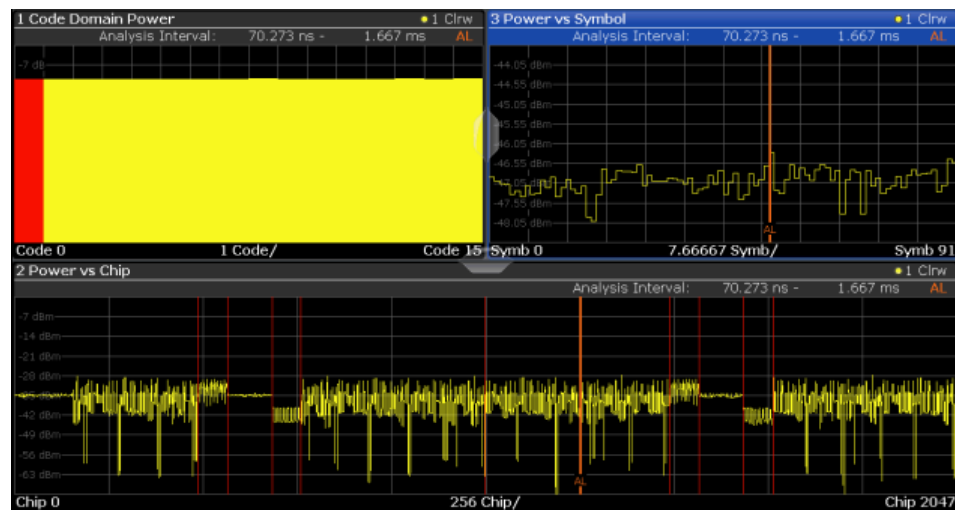 1 Code Domain Power
1 Clrw
Analysis Interval: 70.273 ns - 1.667 ms AL
-7 dB
Code 0
1 Code/
Code 15
3 Power vs Symbol
1 Clrw
Analysis Interval: 70.273 ns - 1.667 ms AL
-44.05 dBm
-44.55 dBm
-45.05 dBm
-45.55 dBm
-46.05 dBm
-46.55 dBm
-47.05 dBm
-47.55 dBm
-48.05 dBm
AL
Symb 0
7.66667 Symb/
Symb 91
2 Power vs Chip
1 Clrw
Analysis Interval: 70.273 ns - 1.667 ms AL
-7 dBm
-14 dBm
-21 dBm
-28 dBm
-42 dBm
-49 dBm
-56 dBm
-63 dBm
AL
Chip 0
256 Chip/
Chip 2047